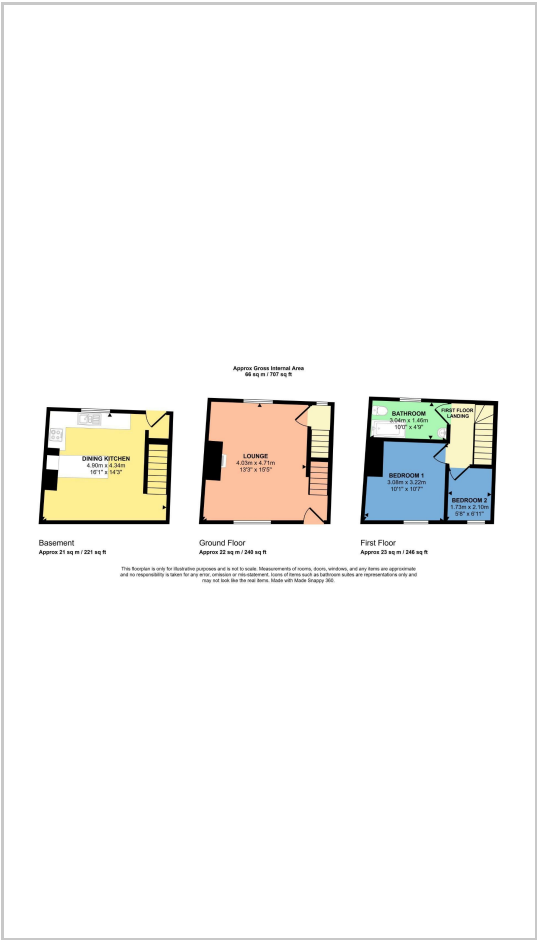 Approx Gross Internal Area
66 sq m / 707 sq ft
DINING KITCHEN
4.90m x 4.34m
16'1" x 14'3"
Basement
Approx 21 sq m / 221 sq ft
LOUNGE
4.03m x 4.71m
13'3" x 15'5"
Ground Floor
Approx 22 sq m / 240 sq ft
BATHROOM
3.04m x 1.46m
10'0" x 4'9"
FIRST FLOOR
LANDING
BEDROOM 1
3.08m x 3.22m
10'1" x 10'7"
BEDROOM 2
1.73m x 2.10m
5'8" x 6'11"
First Floor
Approx 23 sq m / 246 sq ft
This floorplan is only for illustrative purposes and is not to scale. Measurements of rooms, doors, windows, and any items are approximate
and no responsibility is taken for any error, omission or mis-statement. Icons of items such as bathroom suites are representations only and
may not look like the real items. Made with Made Snappy 360.